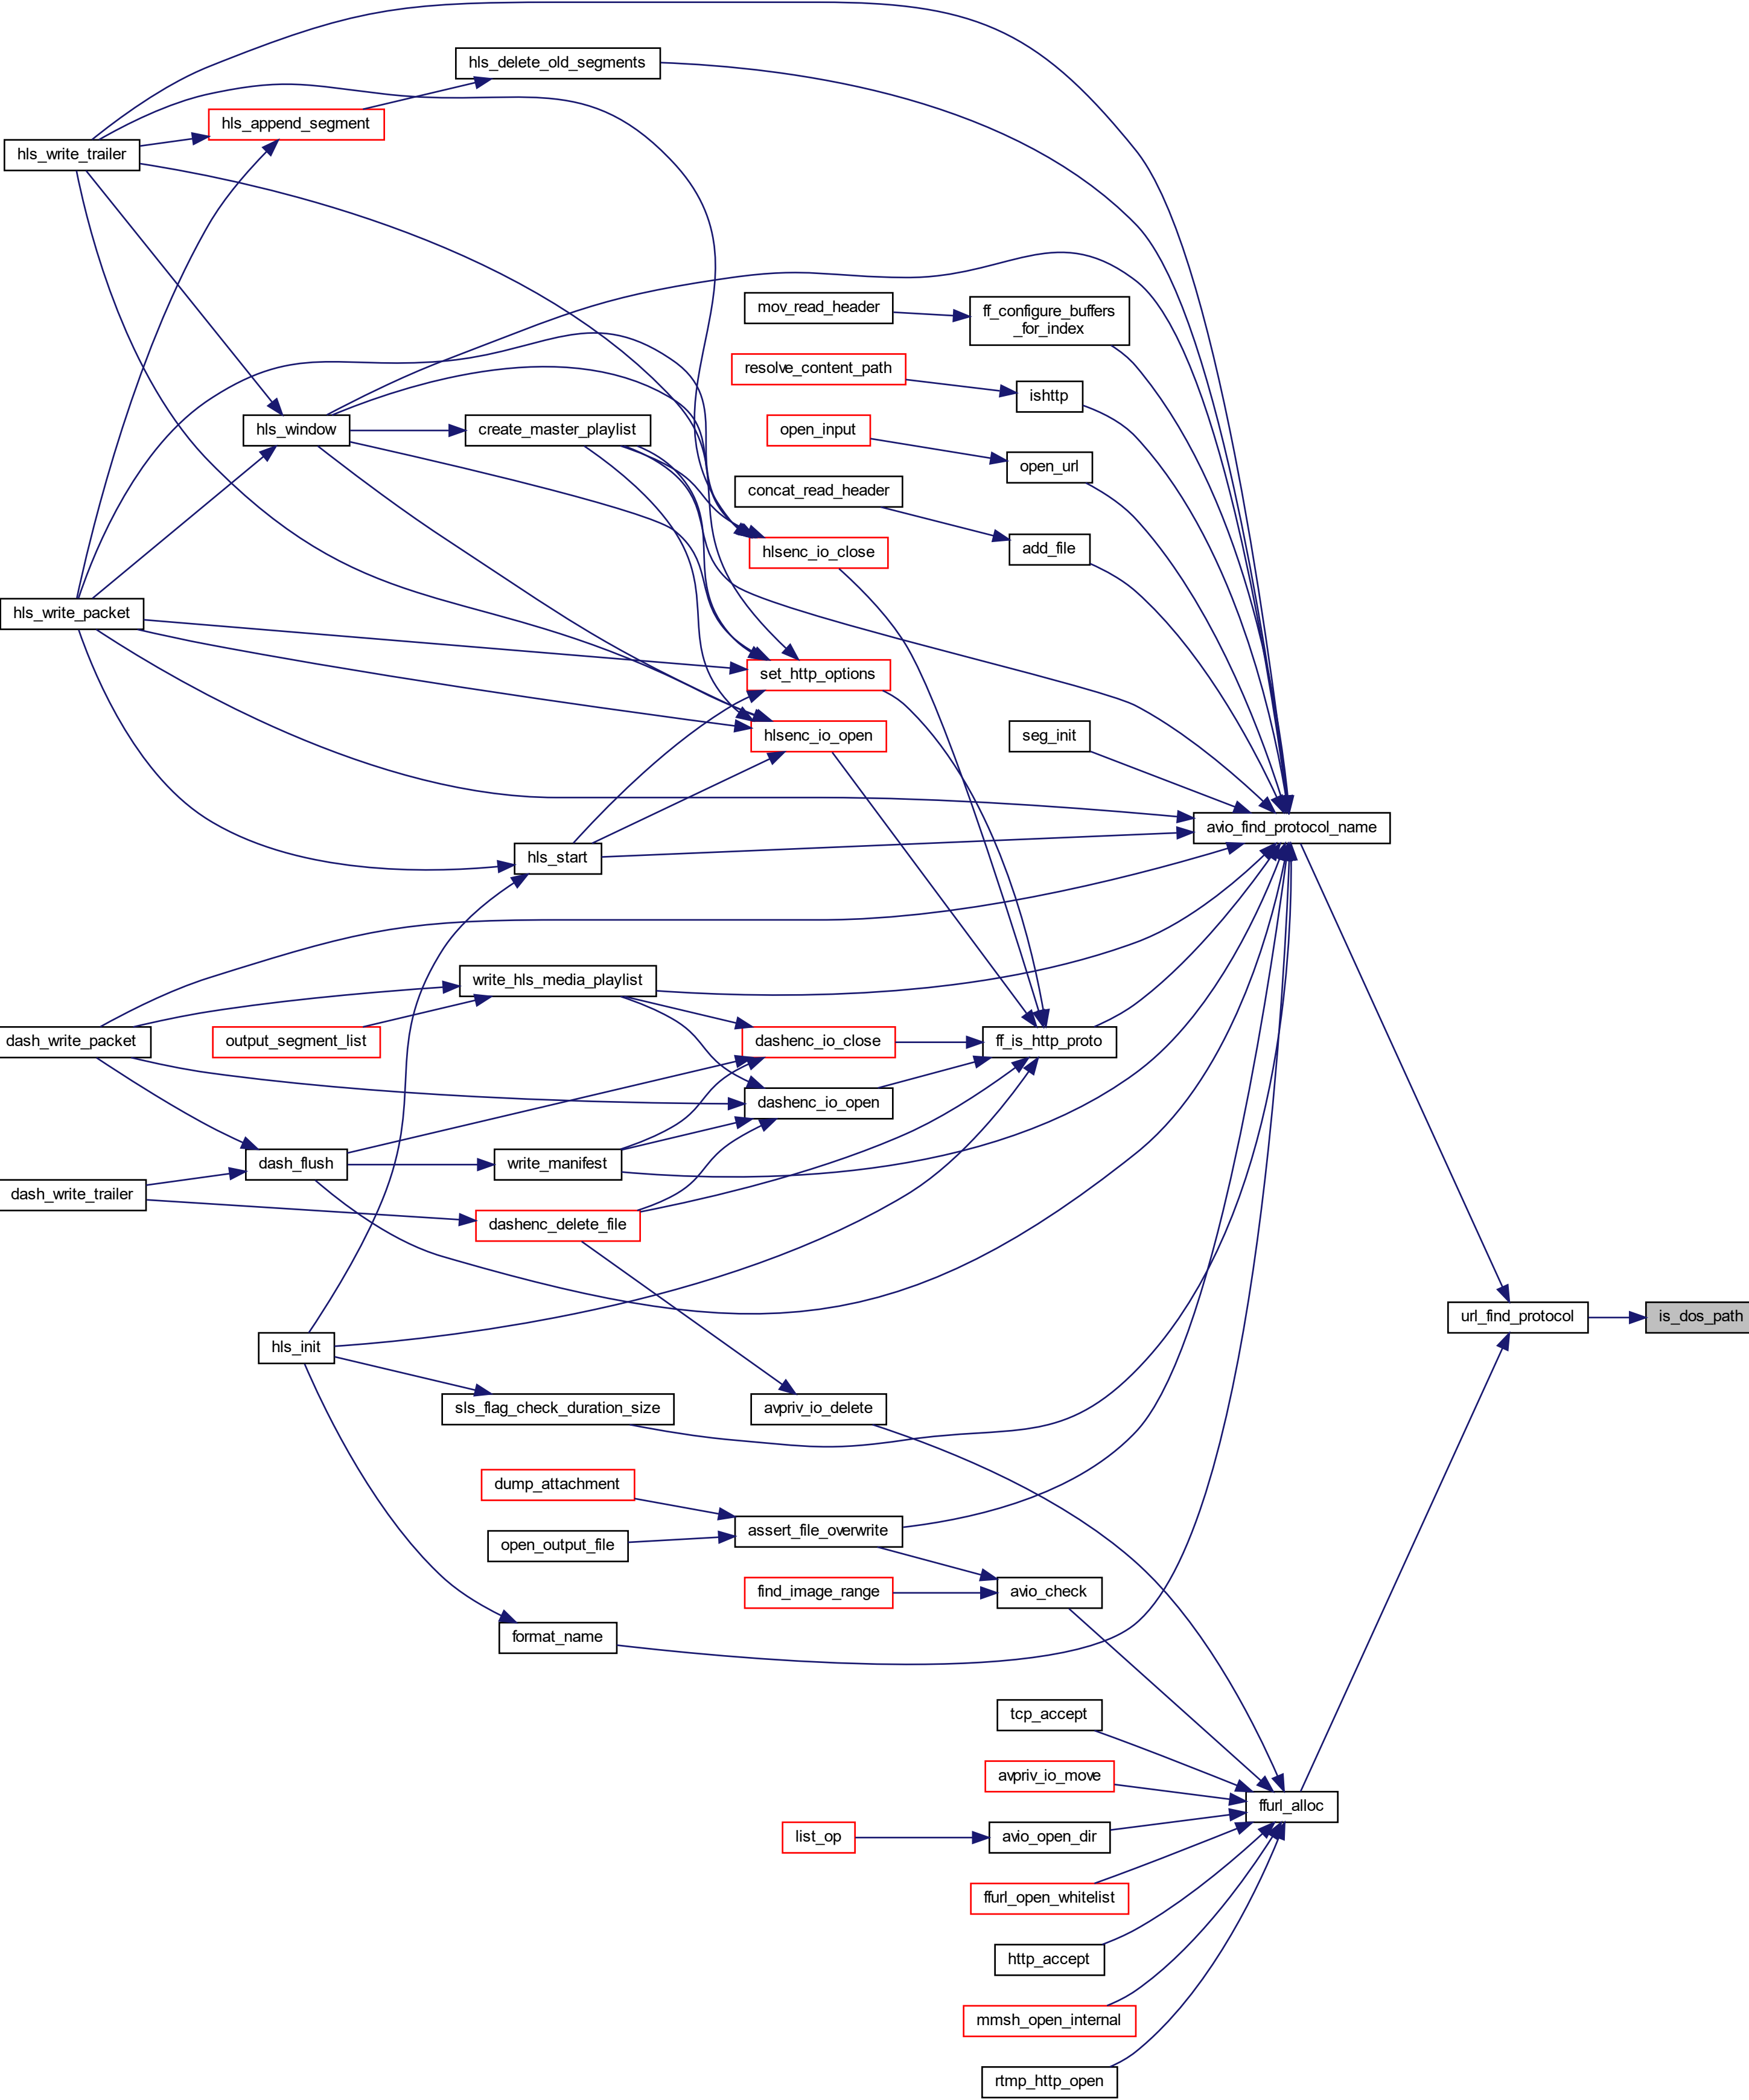 hls_delete_old_segments
hls_append_segment
hls_write_trailer
mov_read_header
ff_configure_buffers
_for_index
resolve_content_path
ishttp
hls_window
create_master_playlist
open_input
open_url
concat_read_header
hlsenc_io_close
add_file
hls_write_packet
set_http_options
hlsenc_io_open
seg_init
avio_find_protocol_name
hls_start
write_hls_media_playlist
dash_write_packet
output_segment_list
dashenc_io_close
ff_is_http_proto
dashenc_io_open
dash_flush
write_manifest
dash_write_trailer
dashenc_delete_file
url_find_protocol
is_dos_path
hls_init
sls_flag_check_duration_size
avpriv_io_delete
dump_attachment
assert_file_overwrite
open_output_file
find_image_range
avio_check
format_name
tcp_accept
avpriv_io_move
ffurl_alloc
list_op
avio_open_dir
ffurl_open_whitelist
http_accept
mmsh_open_internal
rtmp_http_open